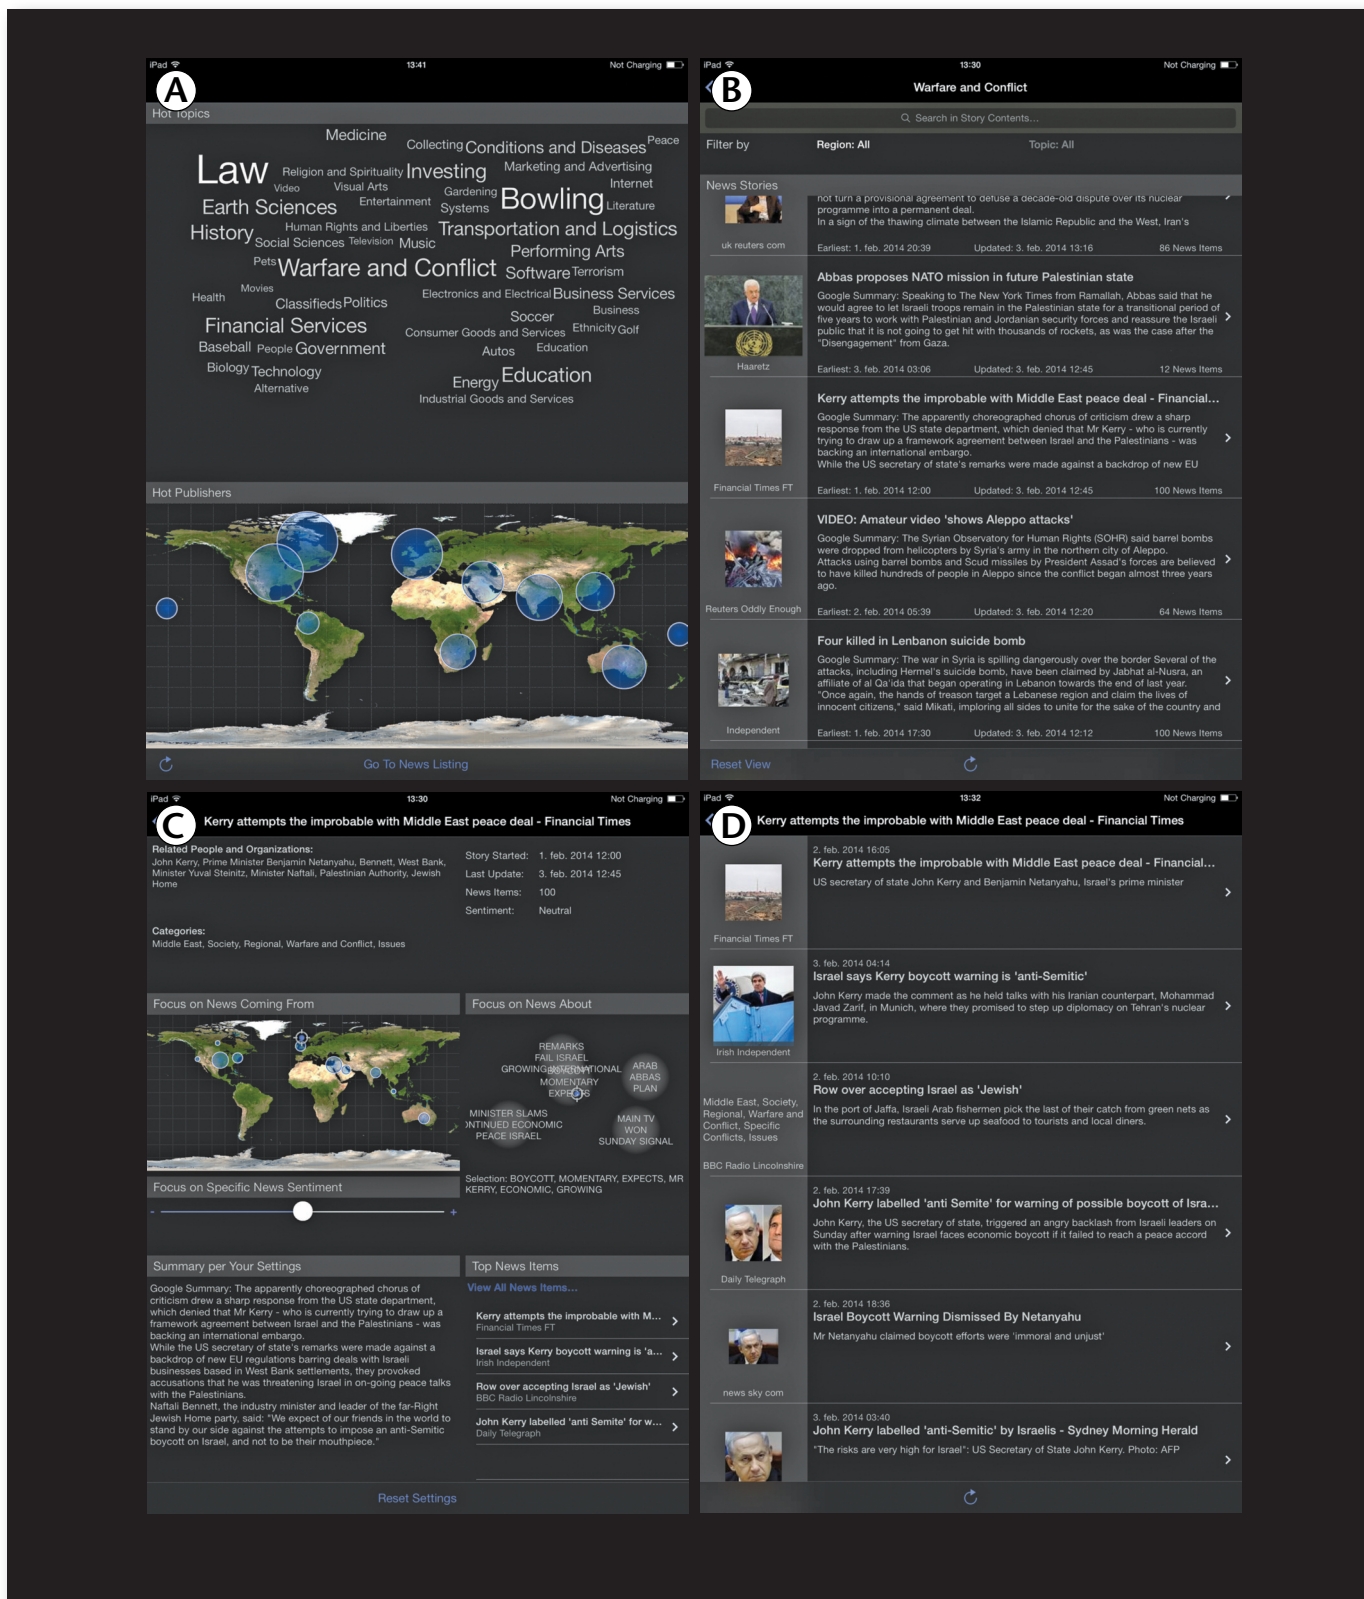 iPad 13:41 Not Charging
A
Hot Topics
Medicine
Collecting Conditions and Diseases Peace
Law Religion and Spirituality Investing Marketing and Advertising
Video Visual Arts Gardening Internet
Earth Sciences Entertainment Systems Bowling Literature
History Human Rights and Liberties Transportation and Logistics
Social Sciences Television Music Performing Arts
Pets Warfare and Conflict Software Terrorism
Movies
Health Classifieds Politics Electronics and Electrical Business Services
Soccer Business
Financial Services Consumer Goods and Services Ethnicity Golf
Baseball People Government Autos Education
Biology Technology Energy Education
Alternative
Industrial Goods and Services
Hot Publishers
Go To News Listing
iPad 13:30 Not Charging
B
Warfare and Conflict
Search in Story Contents...
Filter by Region: All Topic: All
News Stories
not turn a provisional agreement to defuse a decade-old dispute over its nuclear
programme into a permanent deal.
In a sign of the thawing climate between the Islamic Republic and the West, Iran's
uk reuters com
Earliest: 1. feb. 2014 20:39 Updated: 3. feb. 2014 13:16 86 News Items
Abbas proposes NATO mission in future Palestinian state
Google Summary: Speaking to The New York Times from Ramallah, Abbas said that he
would agree to let Israeli troops remain in the Palestinian state for a transitional period of
five years to work with Palestinian and Jordanian security forces and reassure the Israeli
public that it is not going to get hit with thousands of rockets, as was the case after the
"Disengagement" from Gaza.
Haaretz
Earliest: 3. feb. 2014 03:06 Updated: 3. feb. 2014 12:45 12 News Items
Kerry attempts the improbable with Middle East peace deal - Financial...
Google Summary: The apparently choreographed chorus of criticism drew a sharp
response from the US state department, which denied that Mr Kerry - who is currently
trying to draw up a framework agreement between Israel and the Palestinians - was
backing an international embargo.
While the US secretary of state's remarks were made against a backdrop of new EU
Financial Times FT
Earliest: 1. feb. 2014 12:00 Updated: 3. feb. 2014 12:45 100 News Items
VIDEO: Amateur video 'shows Aleppo attacks'
Google Summary: The Syrian Observatory for Human Rights (SOHR) said barrel bombs
were dropped from helicopters by Syria's army in the northern city of Aleppo.
Attacks using barrel bombs and Scud missiles by President Assad's forces are believed
to have killed hundreds of people in Aleppo since the conflict began almost three years
ago.
Reuters Oddly Enough
Earliest: 2. feb. 2014 05:39 Updated: 3. feb. 2014 12:20 64 News Items
Four killed in Lenbanon suicide bomb
Google Summary: The war in Syria is spilling dangerously over the border Several of the
attacks, including Hermel's suicide bomb, have been claimed by Jabhat al-Nusra, an
affiliate of al Qa'ida that began operating in Lebanon towards the end of last year.
"Once again, the hands of treason target a Lebanese region and claim the lives of
innocent citizens," said Mikati, imploring all sides to unite for the sake of the country and
Independent
Earliest: 1. feb. 2014 17:30 Updated: 3. feb. 2014 12:12 100 News Items
Reset View
iPad 13:30 Not Charging
C
Kerry attempts the improbable with Middle East peace deal - Financial Times
Related People and Organizations:
John Kerry, Prime Minister Benjamin Netanyahu, Bennett, West Bank,
Minister Yuval Steinitz, Minister Naftali, Palestinian Authority, Jewish
Home
Categories:
Middle East, Society, Regional, Warfare and Conflict, Issues
Story Started: 1. feb. 2014 12:00
Last Update: 3. feb. 2014 12:45
News Items: 100
Sentiment: Neutral
Focus on News Coming From
Focus on News About
REMARKS
FAIL ISRAEL
GROWING INTERNATIONAL
BOYCOTT
MOMENTARY
EXPECTS
ARAB
ABBAS
PLAN
MINISTER SLAMS
ONTINUED ECONOMIC
PEACE ISRAEL
MAIN TV
WON
SUNDAY SIGNAL
Selection: BOYCOTT, MOMENTARY, EXPECTS, MR
KERRY, ECONOMIC, GROWING
Focus on Specific News Sentiment
- +
Summary per Your Settings
Google Summary: The apparently choreographed chorus of
criticism drew a sharp response from the US state department,
which denied that Mr Kerry - who is currently trying to draw up a
framework agreement between Israel and the Palestinians - was
backing an international embargo.
While the US secretary of state's remarks were made against a
backdrop of new EU regulations barring deals with Israeli
businesses based in West Bank settlements, they provoked
accusations that he was threatening Israel in on-going peace talks
with the Palestinians.
Naftali Bennett, the industry minister and leader of the far-Right
Jewish Home party, said: "We expect of our friends in the world to
stand by our side against the attempts to impose an anti-Semitic
boycott on Israel, and not to be their mouthpiece."
Top News Items
View All News Items...
Kerry attempts the improbable with M...
Financial Times FT
Israel says Kerry boycott warning is 'a...
Irish Independent
Row over accepting Israel as 'Jewish'
BBC Radio Lincolnshire
John Kerry labelled 'anti Semite' for w...
Daily Telegraph
Reset Settings
iPad 13:32 Not Charging
D
Kerry attempts the improbable with Middle East peace deal - Financial Times
2. feb. 2014 16:05
Kerry attempts the improbable with Middle East peace deal - Financial...
US secretary of state John Kerry and Benjamin Netanyahu, Israel's prime minister
Financial Times FT
3. feb. 2014 04:14
Israel says Kerry boycott warning is 'anti-Semitic'
John Kerry made the comment as he held talks with his Iranian counterpart, Mohammad
Javad Zarif, in Munich, where they promised to step up diplomacy on Tehran's nuclear
programme.
Irish Independent
2. feb. 2014 10:10
Row over accepting Israel as 'Jewish'
In the port of Jaffa, Israeli Arab fishermen pick the last of their catch from green nets as
the surrounding restaurants serve up seafood to tourists and local diners.
Middle East, Society,
Regional, Warfare and
Conflict, Specific
Conflicts, Issues
BBC Radio Lincolnshire
2. feb. 2014 17:39
John Kerry labelled 'anti Semite' for warning of possible boycott of Isra...
John Kerry, the US secretary of state, triggered an angry backlash from Israeli leaders on
Sunday after warning Israel faces economic boycott if it failed to reach a peace accord
with the Palestinians.
Daily Telegraph
2. feb. 2014 18:36
Israel Boycott Warning Dismissed By Netanyahu
Mr Netanyahu claimed boycott efforts were 'immoral and unjust'
news sky com
3. feb. 2014 03:40
John Kerry labelled 'anti-Semitic' by Israelis - Sydney Morning Herald
"The risks are very high for Israel": US Secretary of State John Kerry. Photo: AFP